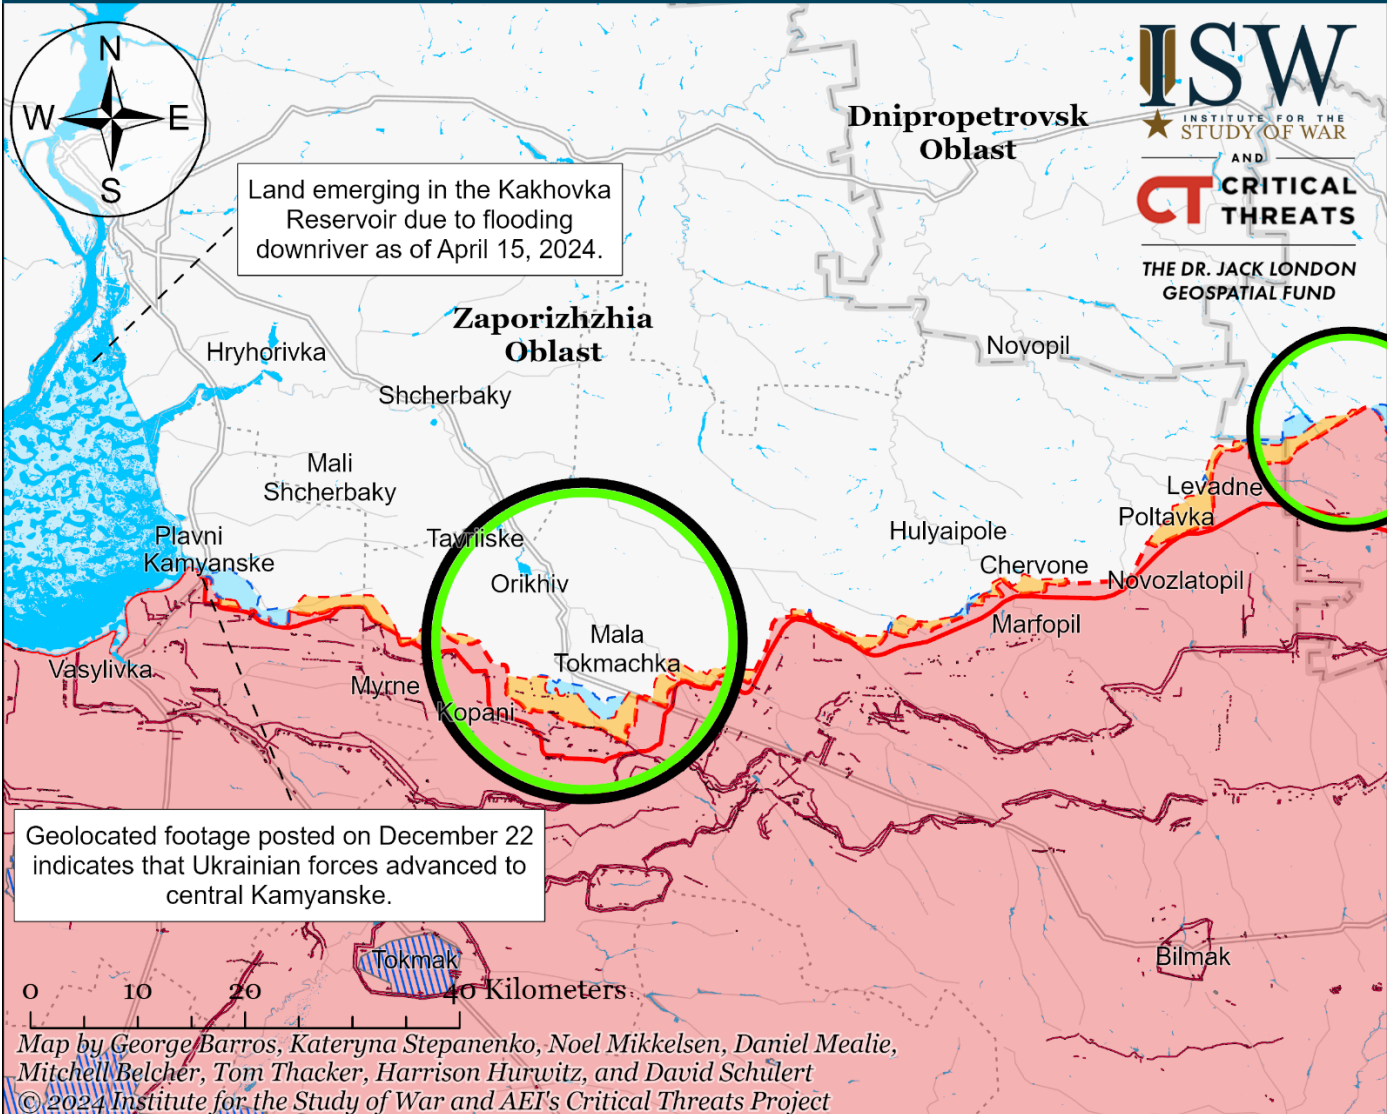 N
W
E
S
ISW
INSTITUTE FOR THE
STUDY OF WAR
AND
CT CRITICAL
THREATS
THE DR. JACK LONDON
GEOSPATIAL FUND
Dnipropetrovsk
Oblast
Land emerging in the Kakhovka
Reservoir due to flooding
downriver as of April 15, 2024.
Zaporizhzhia
Oblast
Hryhorivka
Novopil
Shcherbaky
Mali
Shcherbaky
Levadne
Poltavka
Plavni
Kamyanske
Tavriiske
Hulyaipole
Orikhiv
Chervone
Novozlatopil
Mala
Tokmachka
Marfopil
Vasylivka
Myrne
Kopani
Geolocated footage posted on December 22
indicates that Ukrainian forces advanced to
central Kamyanske.
Tokmak
Bilmak
0 10 20 40 Kilometers
Map by George Barros, Kateryna Stepanenko, Noel Mikkelsen, Daniel Mealie,
Mitchell Belcher, Tom Thacker, Harrison Hurwitz, and David Schulert
© 2024 Institute for the Study of War and AEI's Critical Threats Project